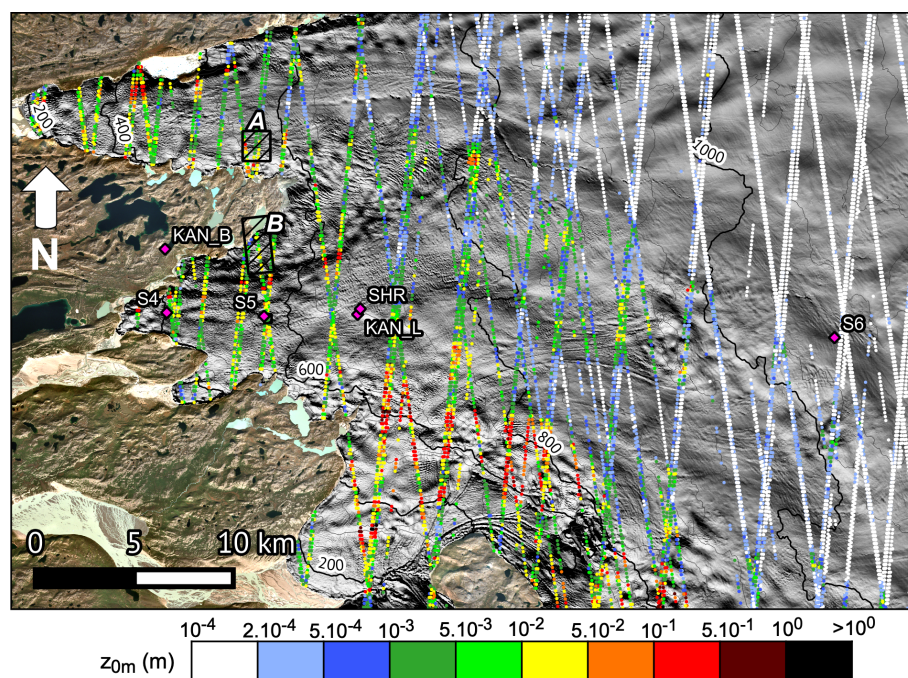 A
200
400
1000
B
KAN_B
N
S4
S5
SHR
KAN_L
S6
600
800
0 5 10 km
200
10⁻⁴ 2.10⁻⁴ 5.10⁻⁴ 10⁻³ 5.10⁻³ 10⁻² 5.10⁻² 10⁻¹ 5.10⁻¹ 10⁰ >10⁰
z₀ₘ (m)